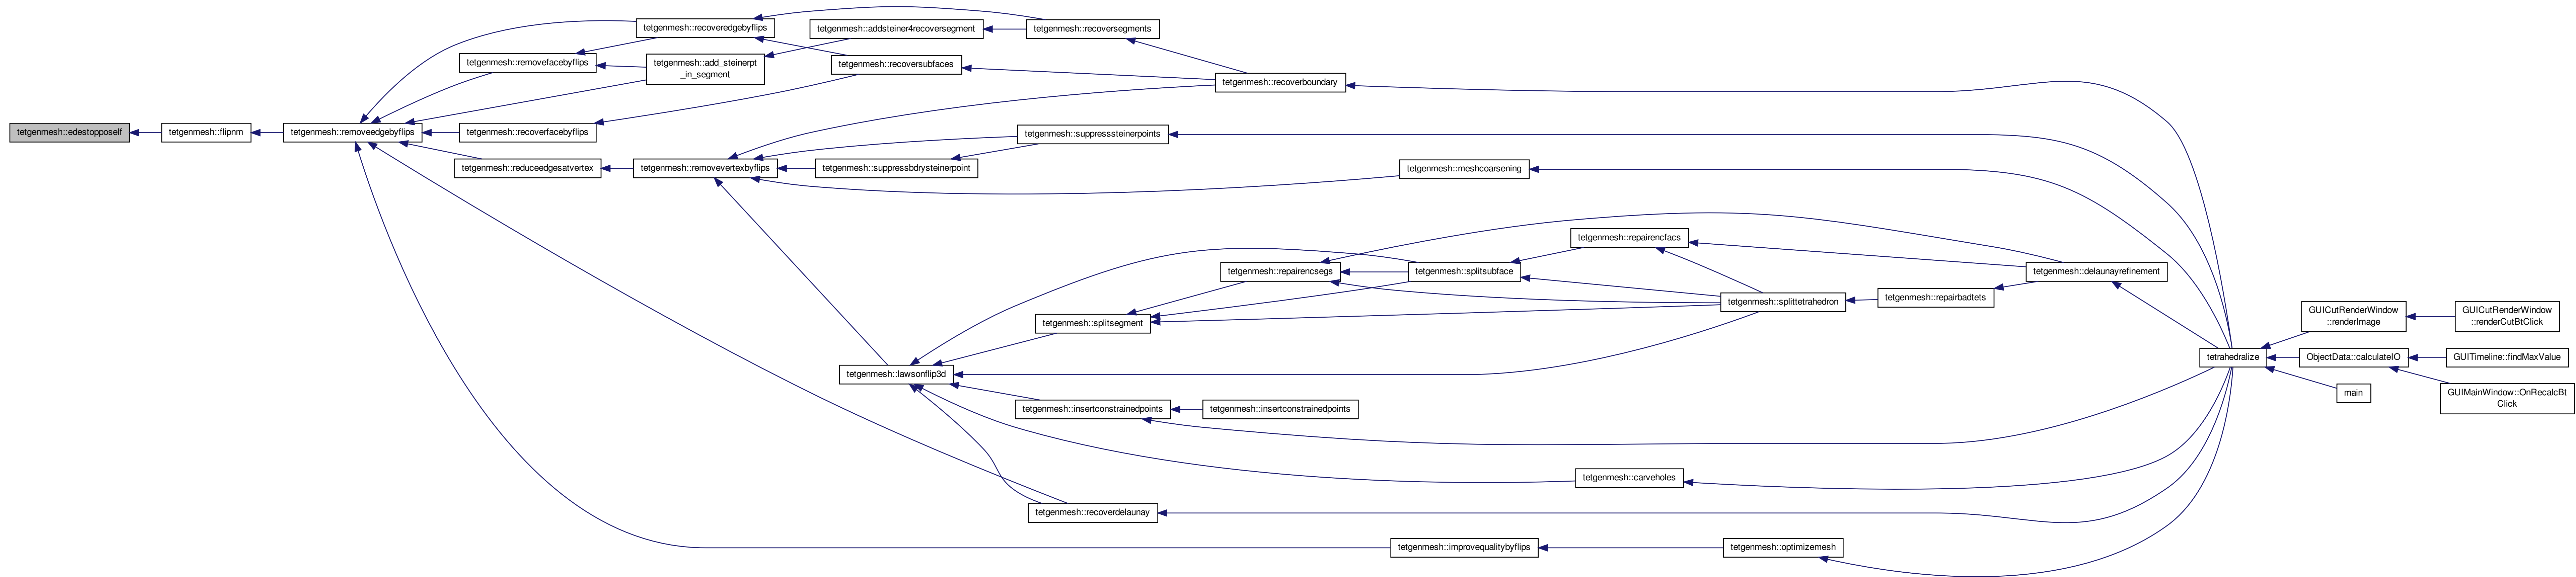 tetgenmesh::edestoppoself
tetgenmesh::flipnm
tetgenmesh::removeedgebyflips
tetgenmesh::recoveredgebyflips
tetgenmesh::removefacebyflips
tetgenmesh::add_steinerpt
_in_segment
tetgenmesh::recoverfacebyflips
tetgenmesh::reduceedgesatvertex
tetgenmesh::removevertexbyflips
tetgenmesh::addsteiner4recoversegment
tetgenmesh::recoversubfaces
tetgenmesh::recoversegments
tetgenmesh::recoverboundary
tetgenmesh::suppresssteinerpoints
tetgenmesh::suppressbdrysteinerpoint
tetgenmesh::meshcoarsening
tetgenmesh::repairencfacs
tetgenmesh::repairencsegs
tetgenmesh::splitsubface
tetgenmesh::delaunayrefinement
tetgenmesh::splittetrahedron
tetgenmesh::repairbadtets
tetgenmesh::splitsegment
tetgenmesh::lawsonflip3d
tetgenmesh::insertconstrainedpoints
tetgenmesh::insertconstrainedpoints
tetgenmesh::carveholes
tetgenmesh::recoverdelaunay
tetgenmesh::improvequalitybyflips
tetgenmesh::optimizemesh
tetrahedralize
GUICutRenderWindow
::renderImage
GUICutRenderWindow
::renderCutBtClick
ObjectData::calculateIO
GUITimeline::findMaxValue
main
GUIMainWindow::OnRecalcBt
Click